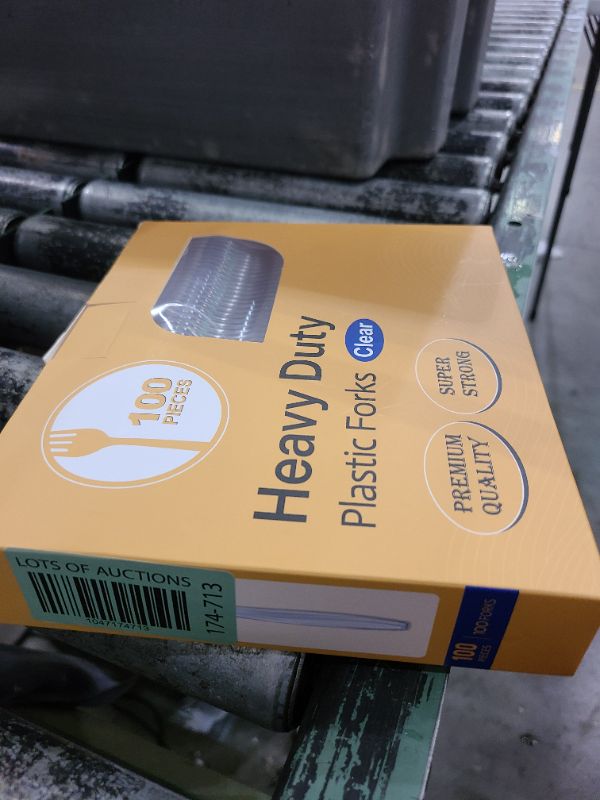 100
PIECES
Heavy Duty
Plastic Forks Clear
SUPER
STRONG
PREMIUM
QUALITY
LOTS OF AUCTIONS
1047174713
174-713
100
PIECES
100 FORKS